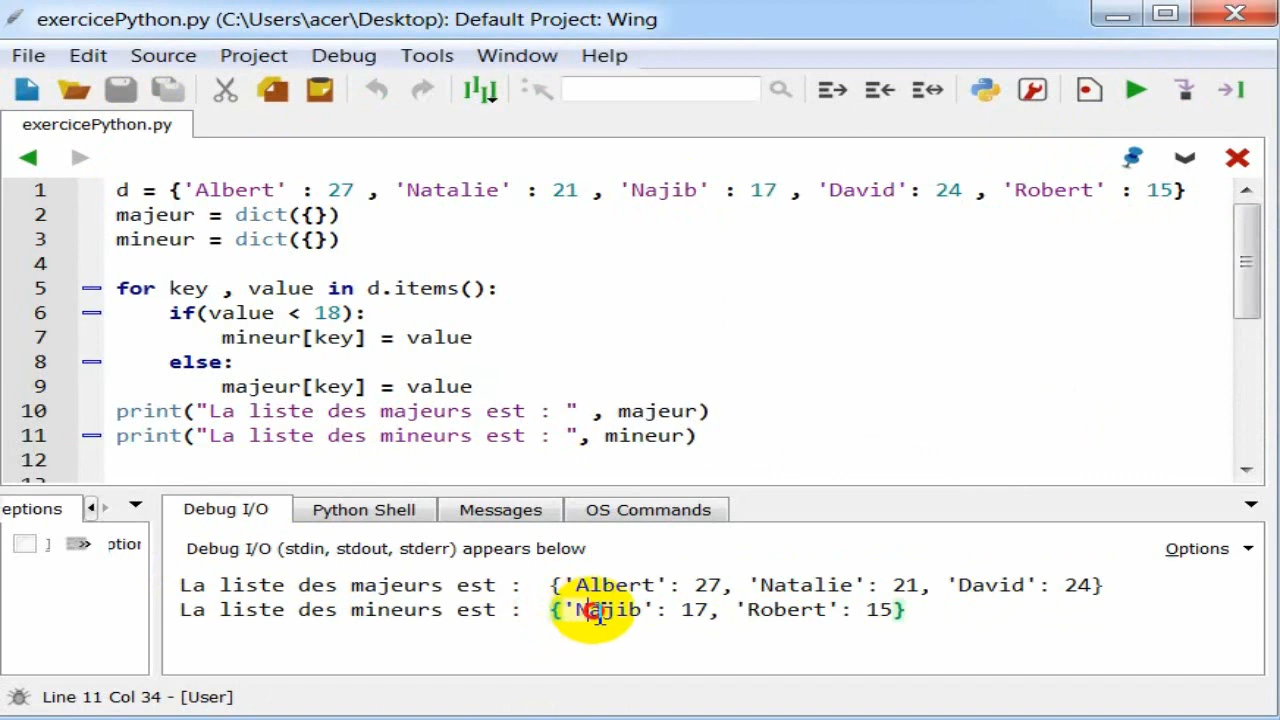 exercicePython.py (C:\Users\acer\Desktop): Default Project: Wing
File Edit Source Project Debug Tools Window Help
exercicePython.py
1 d = {'Albert' : 27 , 'Natalie' : 21 , 'Najib' : 17 , 'David': 24 , 'Robert' : 15}
2 majeur = dict({})
3 mineur = dict({})
4
5 for key , value in d.items():
6 if(value < 18):
7 mineur[key] = value
8 else:
9 majeur[key] = value
10 print("La liste des majeurs est : " , majeur)
11 print("La liste des mineurs est : ", mineur)
12
eptions Debug I/O Python Shell Messages OS Commands
ption
Debug I/O (stdin, stdout, stderr) appears below Options
La liste des majeurs est : {'Albert': 27, 'Natalie': 21, 'David': 24}
La liste des mineurs est : {'Najib': 17, 'Robert': 15}
Line 11 Col 34 - [User]